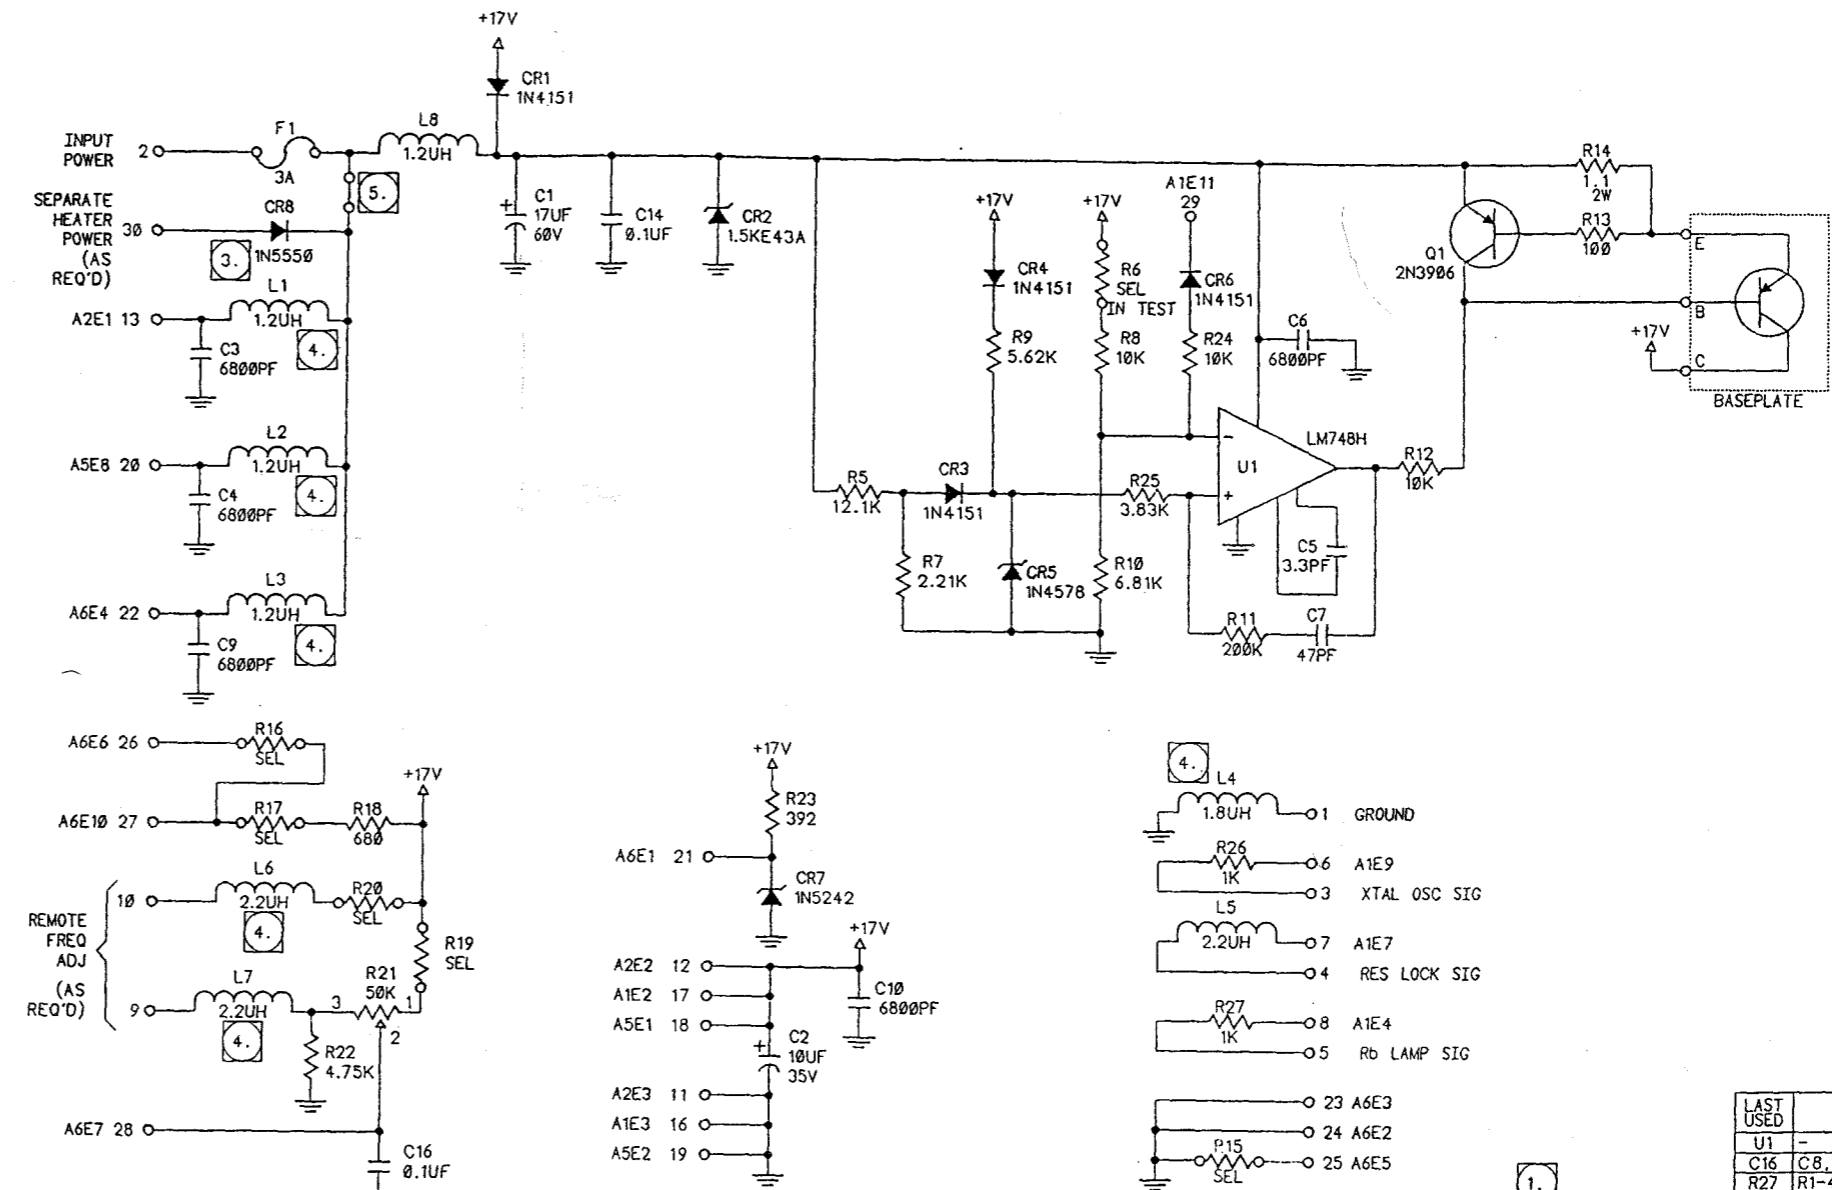 +17V
CR1
1N4151
INPUT
POWER
2
F1
3A
L8
1.2UH
5.
SEPARATE
HEATER
POWER
(AS
REQ'D)
30
CR8
1N5550
3.
C1
17UF
60V
+
C14
0.1UF
CR2
1.5KE43A
A2E1 13
L1
1.2UH
4.
C3
6800PF
A5E8 20
L2
1.2UH
4.
C4
6800PF
A6E4 22
L3
1.2UH
4.
C9
6800PF
+17V
CR4
1N4151
R9
5.62K
+17V
R6
SEL
IN TEST
R8
10K
A1E11
29
CR6
1N4151
R24
10K
C6
6800PF
R14
1.1
2W
R13
100
Q1
2N3906
E
B
C
+17V
BASEPLATE
LM748H
U1
-
+
R12
10K
R5
12.1K
CR3
1N4151
R25
3.83K
R7
2.21K
CR5
1N4578
R10
6.81K
C5
3.3PF
R11
200K
C7
47PF
A6E6 26
R16
SEL
+17V
A6E10 27
R17
SEL
R18
680
REMOTE
FREQ
ADJ
(AS
REQ'D)
10
L6
2.2UH
4.
R20
SEL
R19
SEL
9
L7
2.2UH
4.
R21
50K
3
1
2
R22
4.75K
A6E7 28
C16
0.1UF
+17V
R23
392
A6E1 21
CR7
1N5242
+17V
A2E2 12
A1E2 17
A5E1 18
C10
6800PF
+
C2
10UF
35V
A2E3 11
A1E3 16
A5E2 19
4.
L4
1.8UH
1 GROUND
R26
1K
6 A1E9
3 XTAL OSC SIG
L5
2.2UH
7 A1E7
4 RES LOCK SIG
R27
1K
8 A1E4
5 Rb LAMP SIG
23 A6E3
24 A6E2
R15
SEL
25 A6E5
1.
LAST
USED
U1 -
C16 C8,
R27 R1-4